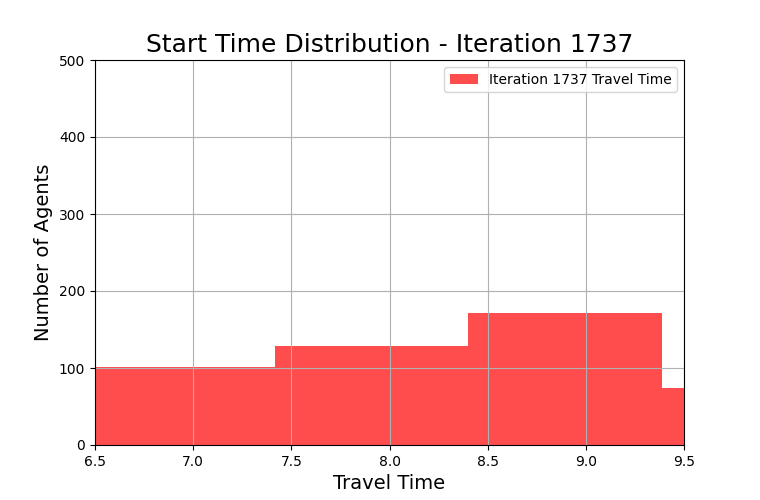 Start Time Distribution - Iteration 1737
Iteration 1737 Travel Time
Number of Agents
500
400
300
200
100
0
6.5 7.0 7.5 8.0 8.5 9.0 9.5
Travel Time